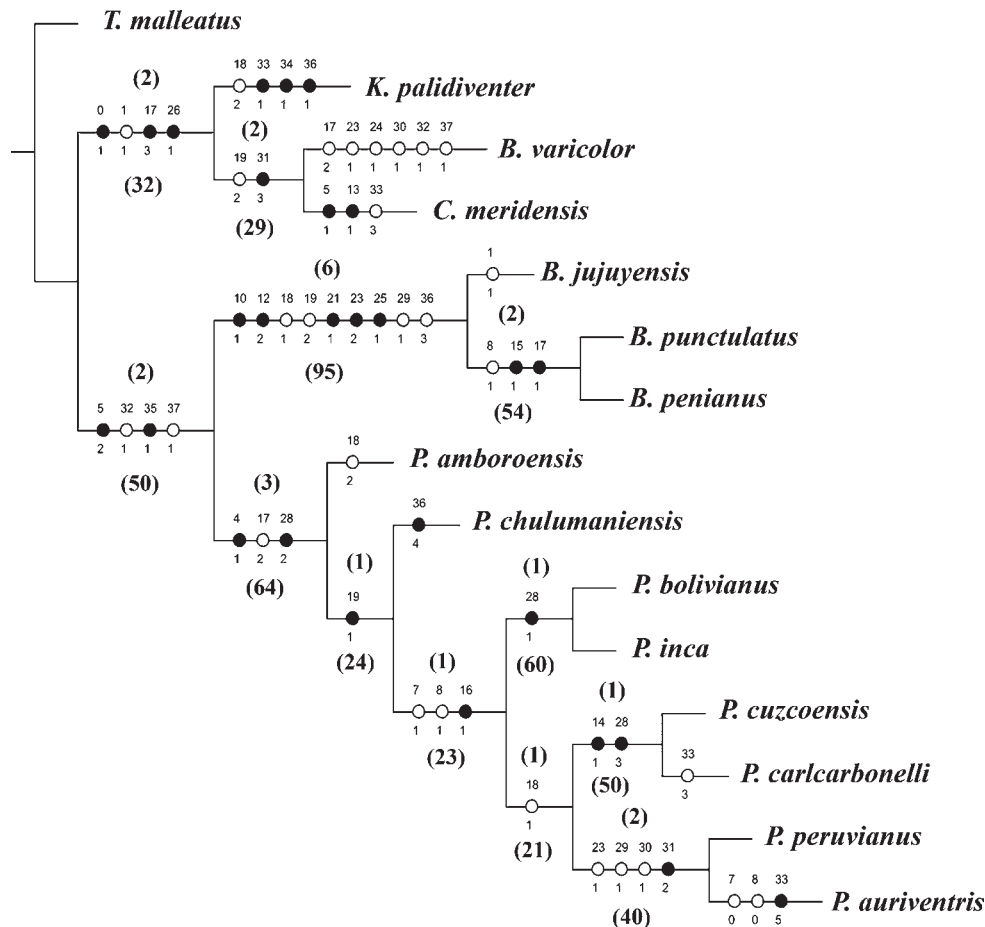 T. malleatus
(2)
18 33 34 36
K. palidiventer
2 1 1 1
0 1 17 26
1 1 3 1
(32)
(2)
17 23 24 30 32 37
B. varicolor
2 1 1 1 1 1
19 31
2 3
(29)
5 13 33
C. meridensis
1 1 3
(6)
1
B. jujuyensis
1
10 12 18 19 21 23 25 29 36
1 2 1 2 1 2 1 1 3
(95)
(2)
8 15 17
1 1 1
(54)
B. punctulatus
B. penianus
(2)
5 32 35 37
2 1 1 1
(50)
18
P. amboroensis
2
(3)
4 17 28
1 2 2
(64)
36
P. chulumaniensis
4
(1)
19
1
(24)
(1)
28
1
(60)
P. bolivianus
P. inca
(1)
7 8 16
1 1 1
(23)
(1)
14 28
1 3
(50)
P. cuzcoensis
33
P. carlcarbonelli
3
(1)
18
1
(21)
(2)
23 29 30 31
1 1 1 2
(40)
P. peruvianus
7 8 33
P. auriventris
0 0 5